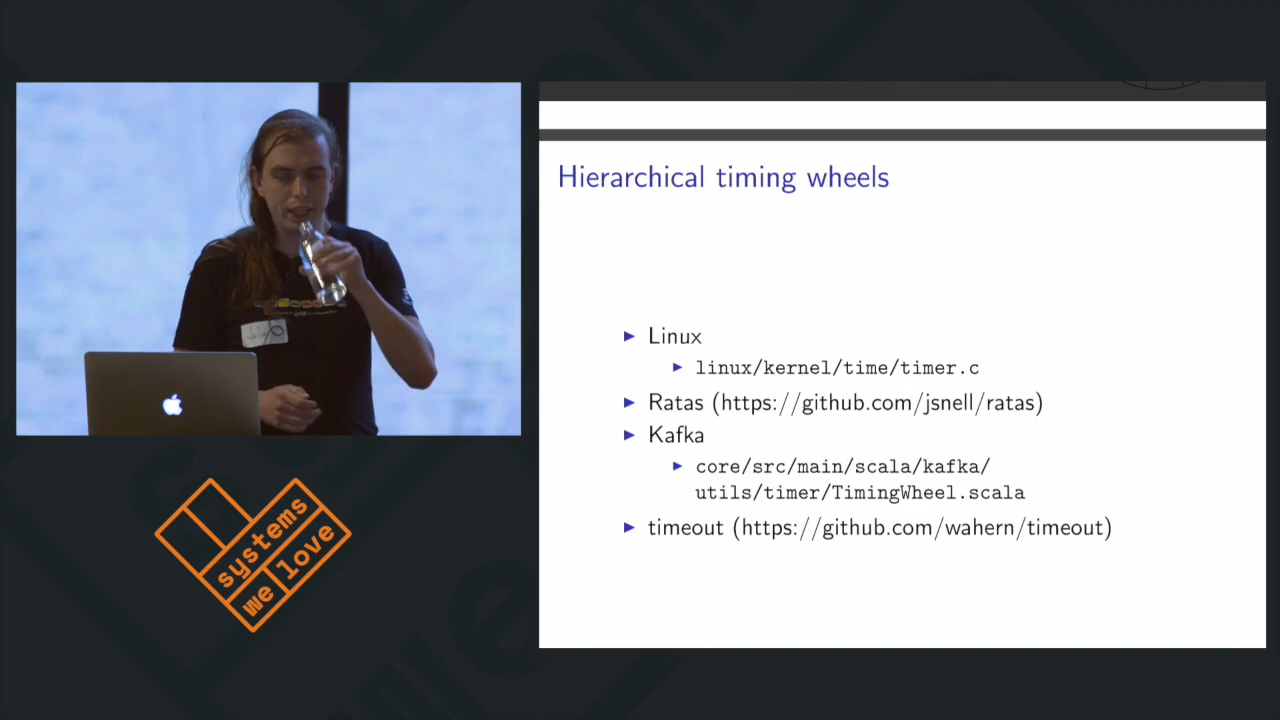 Hierarchical timing wheels
▶ Linux
▶ linux/kernel/time/timer.c
▶ Ratas (https://github.com/jsnell/ratas)
▶ Kafka
▶ core/src/main/scala/kafka/
utils/timer/TimingWheel.scala
▶ timeout (https://github.com/wahern/timeout)
systems
we love